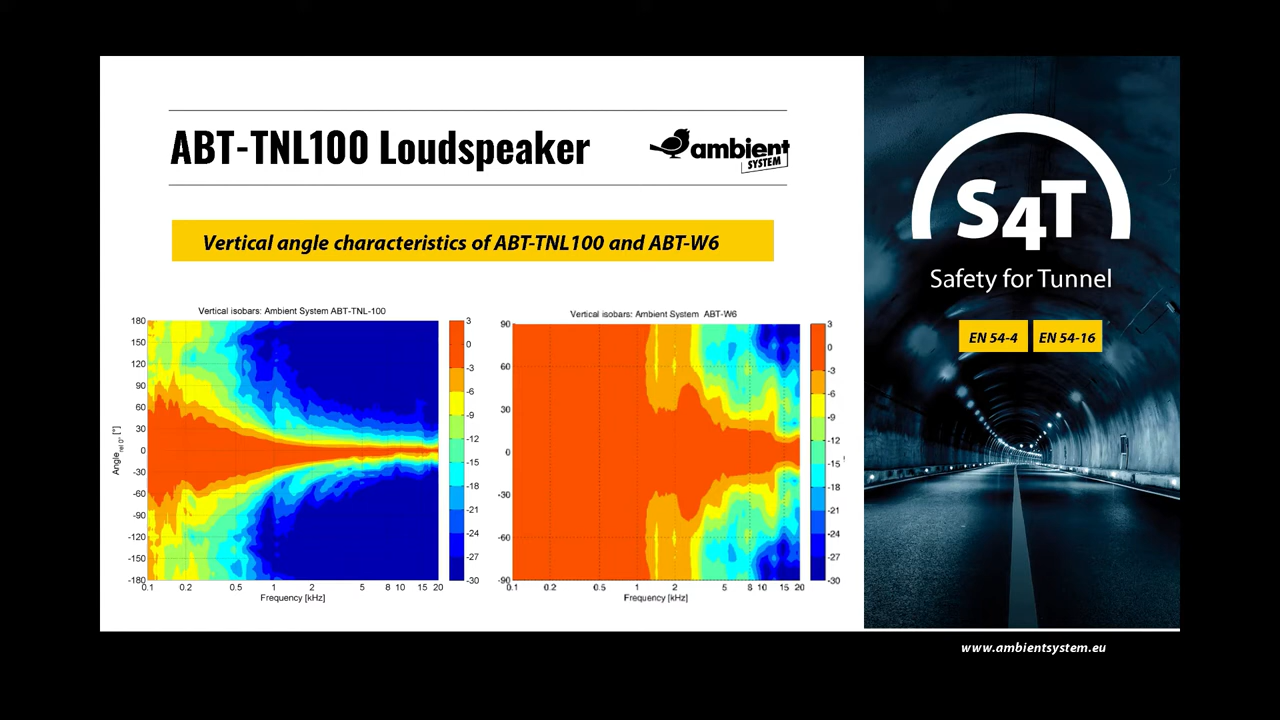 ABT-TNL100 Loudspeaker
ambient
SYSTEM
Vertical angle characteristics of ABT-TNL100 and ABT-W6
Vertical isobars: Ambient System ABT-TNL-100
180
150
120
90
60
30
0
-30
-60
-90
-120
-150
-180
Angle rel 0° [°]
0.1 0.2 0.5 1 2 5 8 10 15 20
Frequency [kHz]
3
0
-3
-6
-9
-12
-15
-18
-21
-24
-27
-30
Vertical isobars: Ambient System ABT-W6
90
60
30
0
-30
-60
-90
0.1 0.2 0.5 1 2 5 8 10 15 20
Frequency [kHz]
3
0
-3
-6
-9
-12
-15
-18
-21
-24
-27
-30
S4T
Safety for Tunnel
EN 54-4 EN 54-16
www.ambientsystem.eu